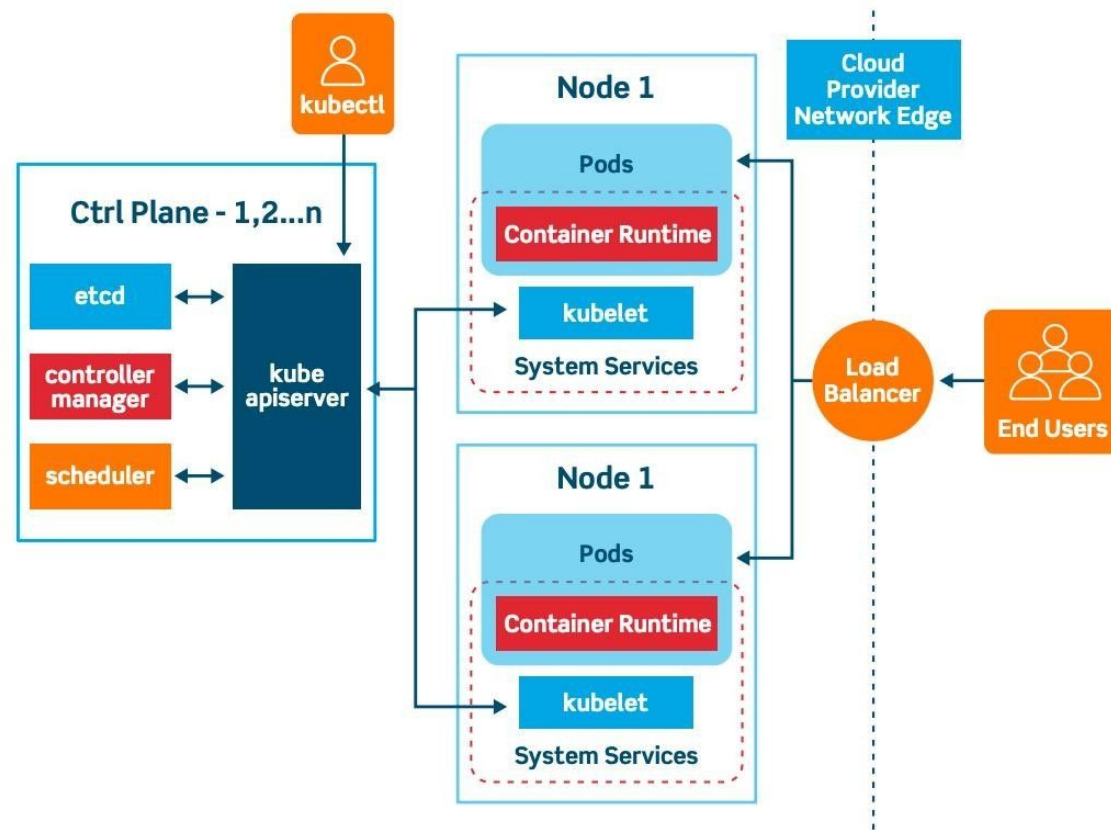 kubectl
Ctrl Plane - 1,2...n
etcd
controller
manager
scheduler
kube
apiserver
Node 1
Pods
Container Runtime
kubelet
System Services
Node 1
Pods
Container Runtime
kubelet
System Services
Cloud
Provider
Network Edge
Load
Balancer
End Users